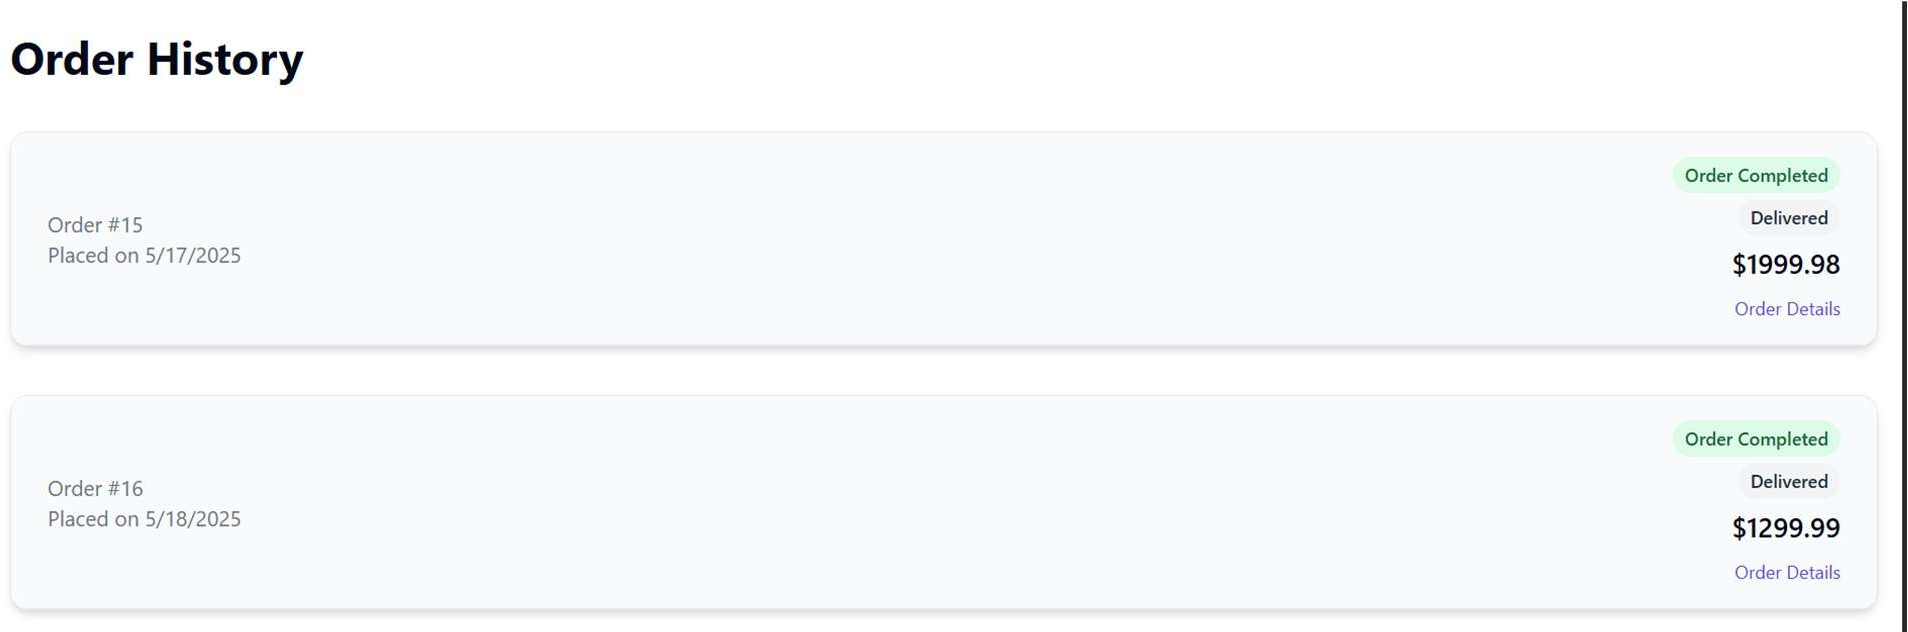 Order History
Order Completed
Order #15
Delivered
Placed on 5/17/2025
$1999.98
Order Details
Order Completed
Order #16
Delivered
Placed on 5/18/2025
$1299.99
Order Details